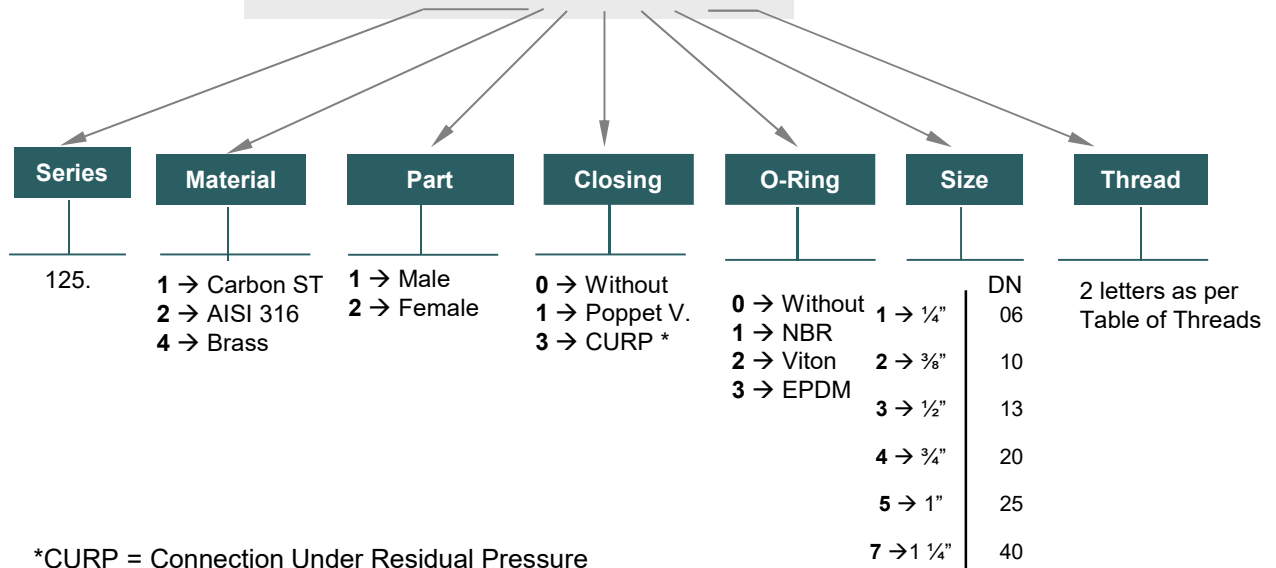 Series
Material
Part
Closing
O-Ring
Size
Thread
125.
1 → Carbon ST
2 → AISI 316
4 → Brass
1 → Male
2 → Female
0 → Without
1 → Poppet V.
3 → CURP *
0 → Without
1 → NBR
2 → Viton
3 → EPDM
DN
1 → ¼” 06
2 → ⅜” 10
3 → ½” 13
4 → ¾” 20
5 → 1” 25
7 →1 ¼” 40
2 letters as per
Table of Threads
*CURP = Connection Under Residual Pressure